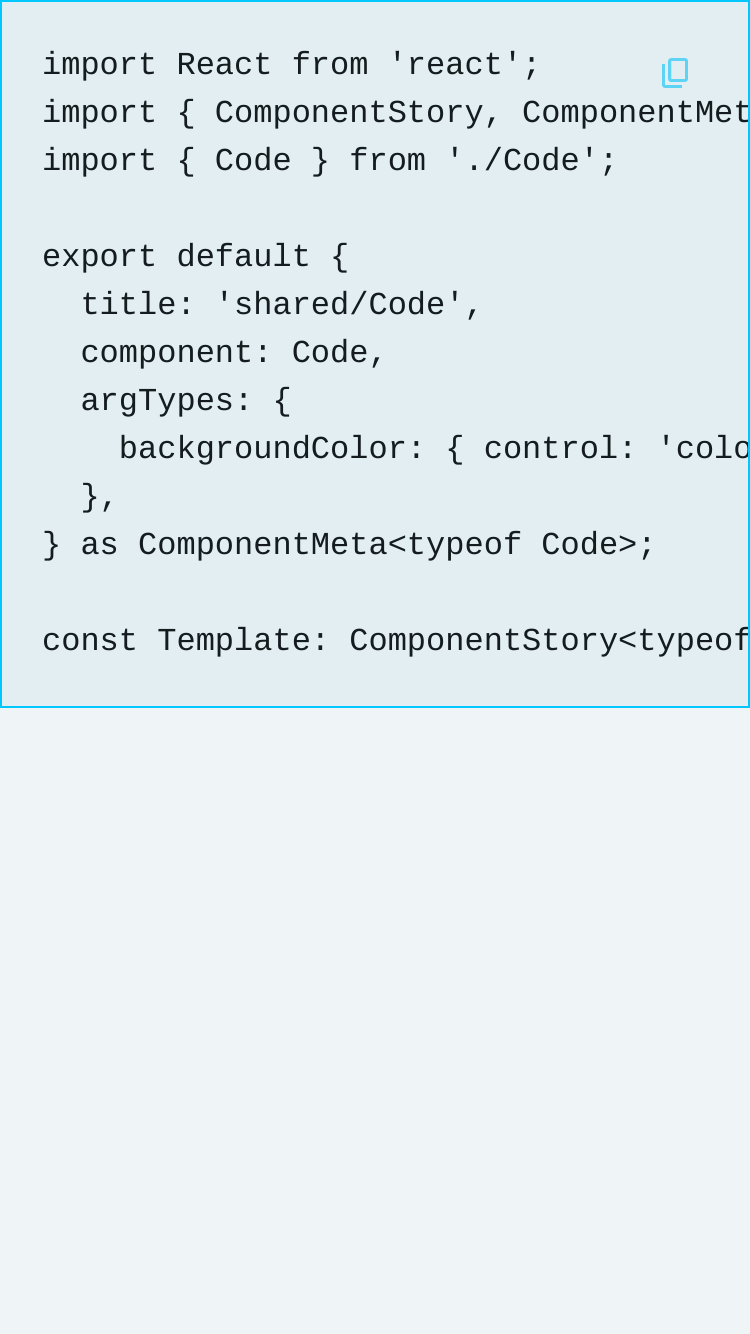 import React from 'react';
import { ComponentStory, ComponentMet
import { Code } from './Code';

export default {
  title: 'shared/Code',
  component: Code,
  argTypes: {
    backgroundColor: { control: 'colo
  },
} as ComponentMeta<typeof Code>;

const Template: ComponentStory<typeof